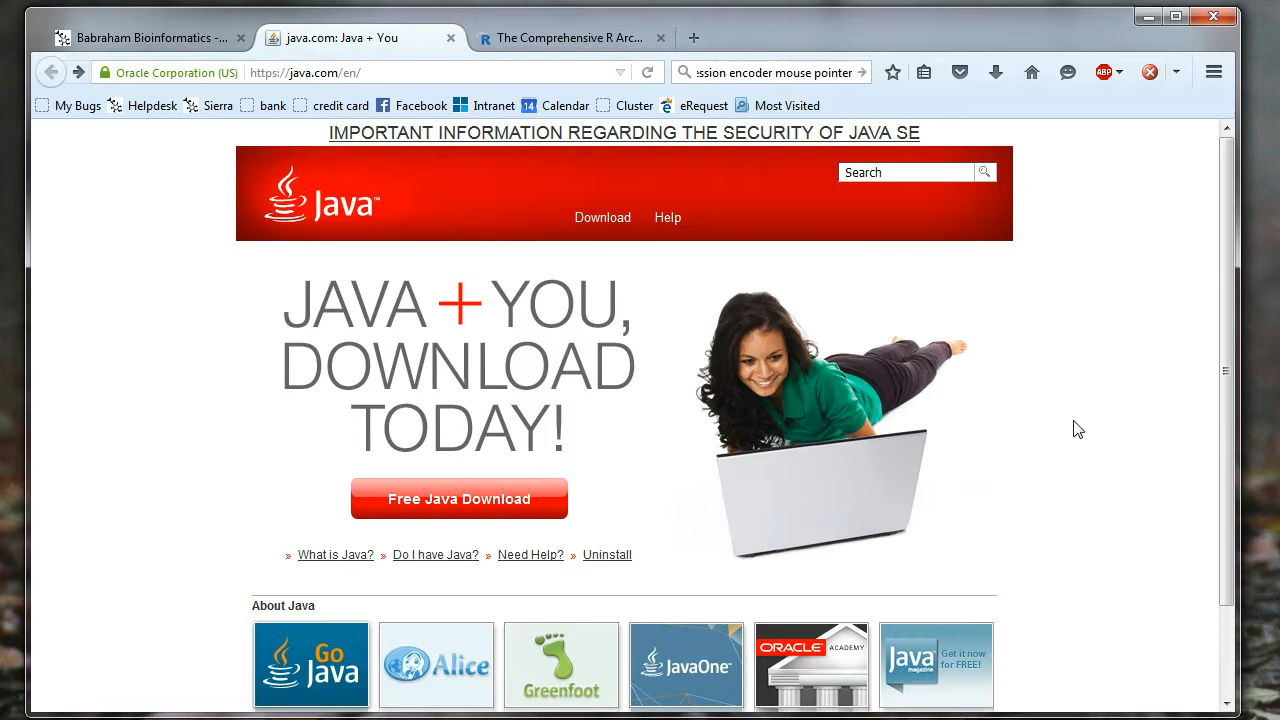 Babraham Bioinformatics -...
java.com: Java + You
The Comprehensive R Arc...
Oracle Corporation (US)
https://java.com/en/
ssion encoder mouse pointer
ABP
My Bugs
Helpdesk
Sierra
bank
credit card
Facebook
Intranet
14
Calendar
Cluster
eRequest
Most Visited
IMPORTANT INFORMATION REGARDING THE SECURITY OF JAVA SE
Java™
Search
Download
Help
JAVA + YOU,
DOWNLOAD
TODAY!
Free Java Download
» What is Java? » Do I have Java? » Need Help? » Uninstall
About Java
Go
Java
Alice
Greenfoot
JavaOne™
ORACLE ACADEMY
Java
magazine
Get it now
for FREE!